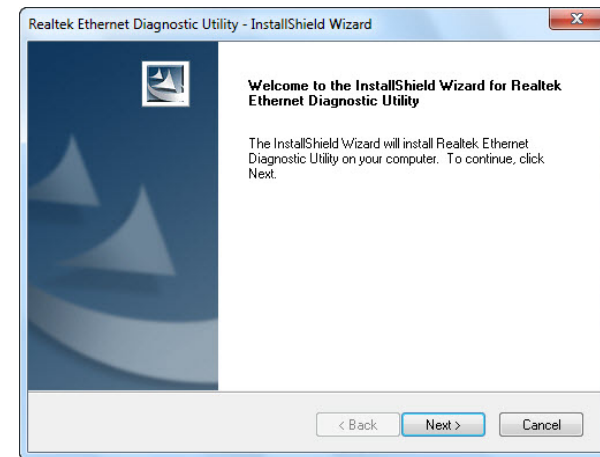 Realtek Ethernet Diagnostic Utility - InstallShield Wizard
Welcome to the InstallShield Wizard for Realtek
Ethernet Diagnostic Utility
The InstallShield Wizard will install Realtek Ethernet
Diagnostic Utility on your computer. To continue, click
Next.
< Back
Next >
Cancel